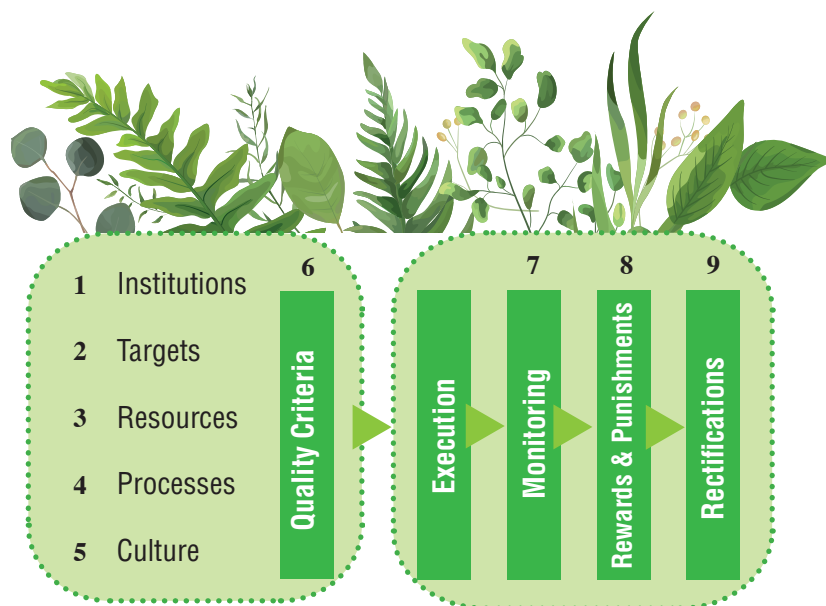 1 Institutions
2 Targets
3 Resources
4 Processes
5 Culture
6
Quality Criteria
Execution
7
Monitoring
8
Rewards & Punishments
9
Rectifications